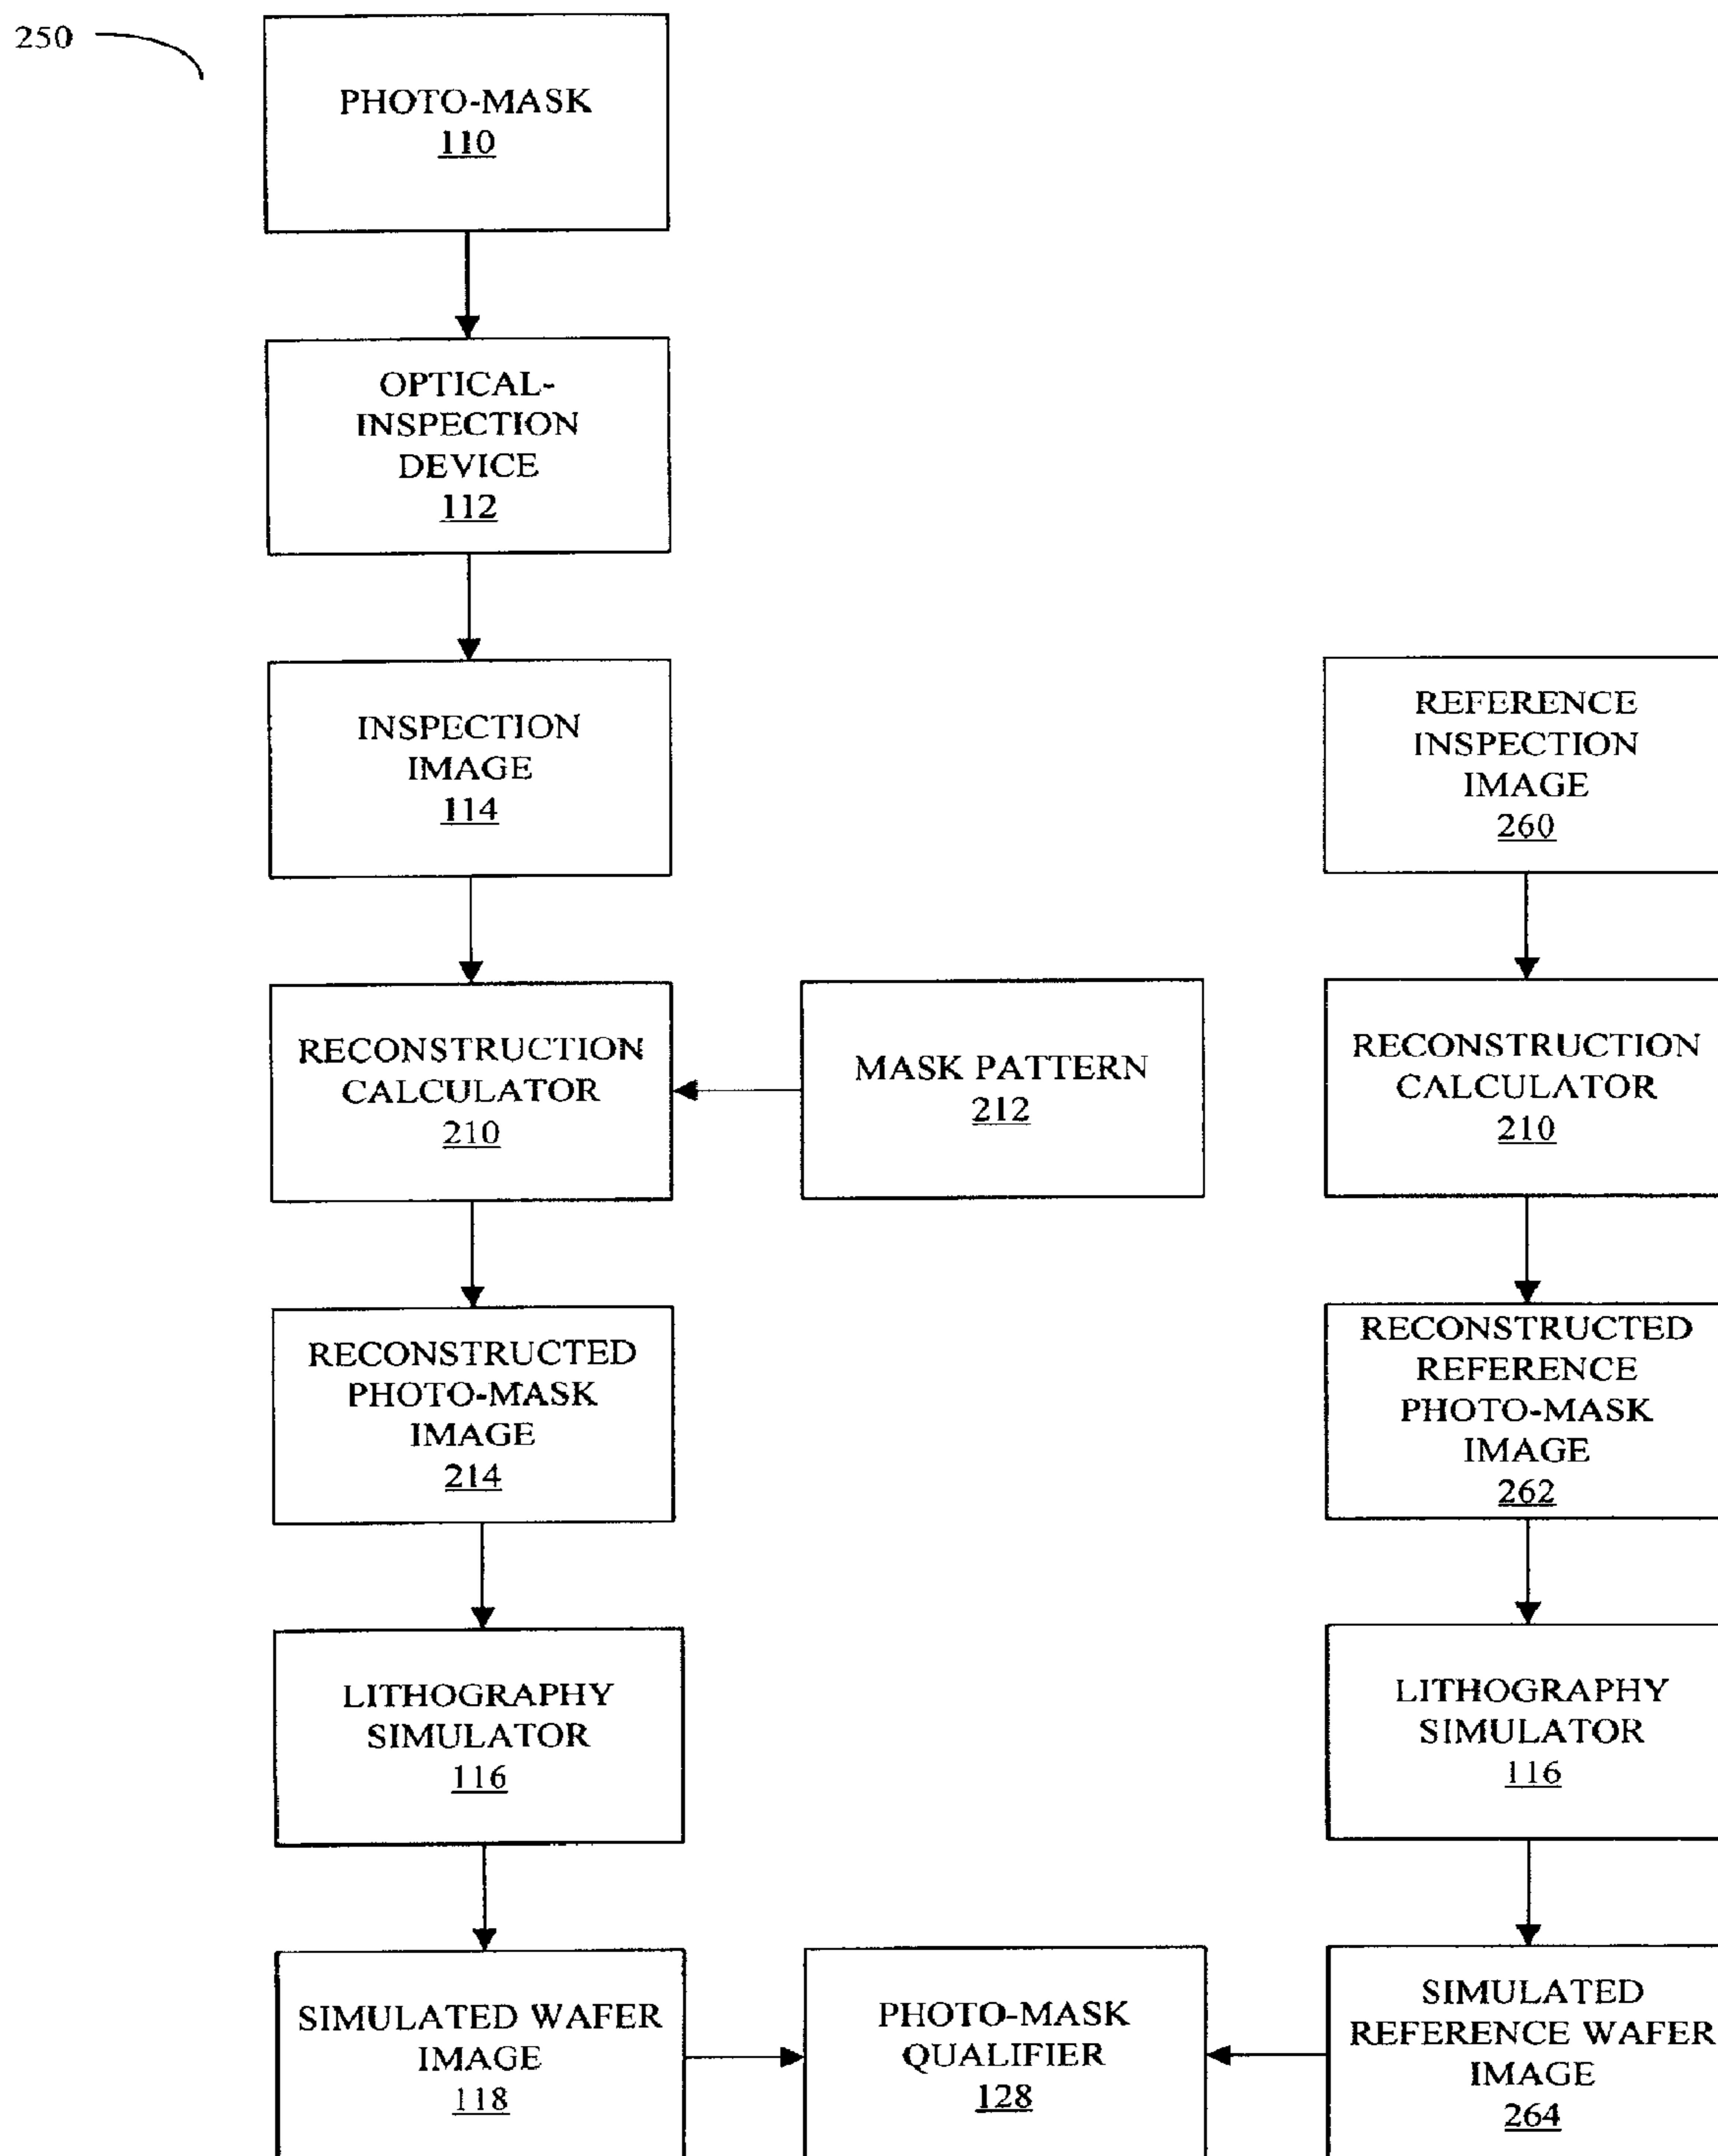 250
PHOTO-MASK
110
OPTICAL-
INSPECTION
DEVICE
112
INSPECTION
IMAGE
114
REFERENCE
INSPECTION
IMAGE
260
RECONSTRUCTION
CALCULATOR
210
MASK PATTERN
212
RECONSTRUCTION
CALCULATOR
210
RECONSTRUCTED
PHOTO-MASK
IMAGE
214
RECONSTRUCTED
REFERENCE
PHOTO-MASK
IMAGE
262
LITHOGRAPHY
SIMULATOR
116
LITHOGRAPHY
SIMULATOR
116
SIMULATED WAFER
IMAGE
118
PHOTO-MASK
QUALIFIER
128
SIMULATED
REFERENCE WAFER
IMAGE
264